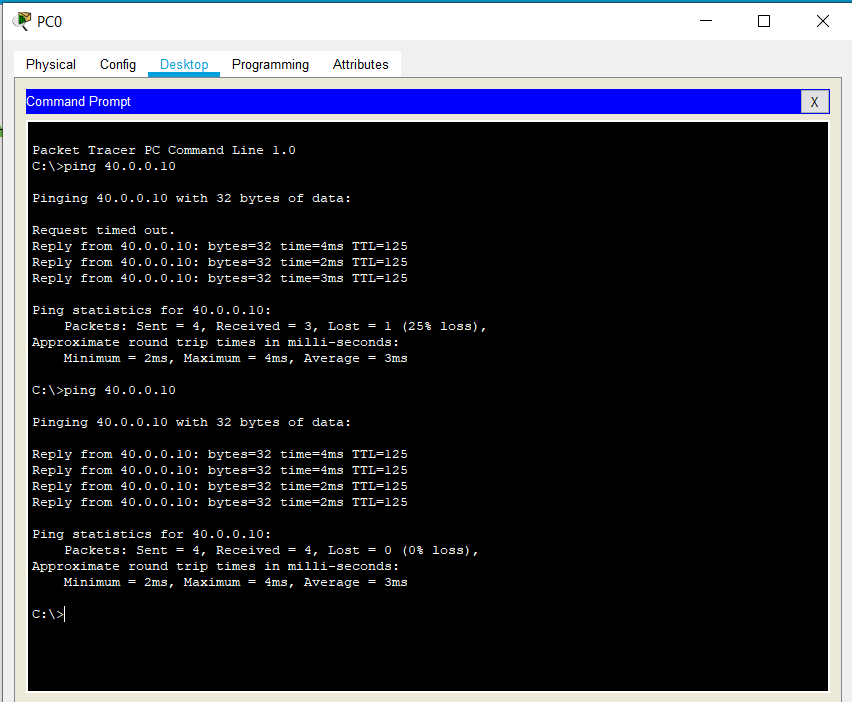 PC0
Physical Config Desktop Programming Attributes
Command Prompt X
Packet Tracer PC Command Line 1.0
C:\>ping 40.0.0.10
Pinging 40.0.0.10 with 32 bytes of data:
Request timed out.
Reply from 40.0.0.10: bytes=32 time=4ms TTL=125
Reply from 40.0.0.10: bytes=32 time=2ms TTL=125
Reply from 40.0.0.10: bytes=32 time=3ms TTL=125
Ping statistics for 40.0.0.10:
Packets: Sent = 4, Received = 3, Lost = 1 (25% loss),
Approximate round trip times in milli-seconds:
Minimum = 2ms, Maximum = 4ms, Average = 3ms
C:\>ping 40.0.0.10
Pinging 40.0.0.10 with 32 bytes of data:
Reply from 40.0.0.10: bytes=32 time=4ms TTL=125
Reply from 40.0.0.10: bytes=32 time=4ms TTL=125
Reply from 40.0.0.10: bytes=32 time=2ms TTL=125
Reply from 40.0.0.10: bytes=32 time=2ms TTL=125
Ping statistics for 40.0.0.10:
Packets: Sent = 4, Received = 4, Lost = 0 (0% loss),
Approximate round trip times in milli-seconds:
Minimum = 2ms, Maximum = 4ms, Average = 3ms
C:\>